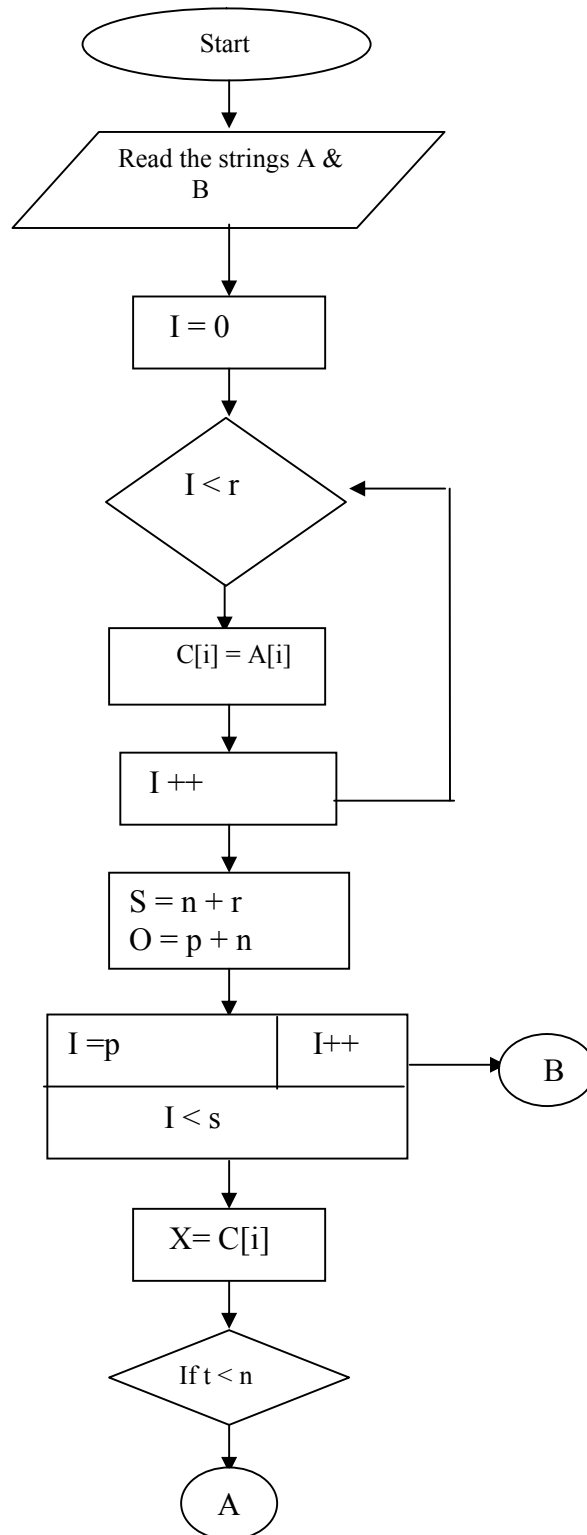 Start
Read the strings A &
B
I = 0
I < r
C[i] = A[i]
I ++
S = n + r
O = p + n
I =p
I++
I < s
B
X= C[i]
If t < n
A